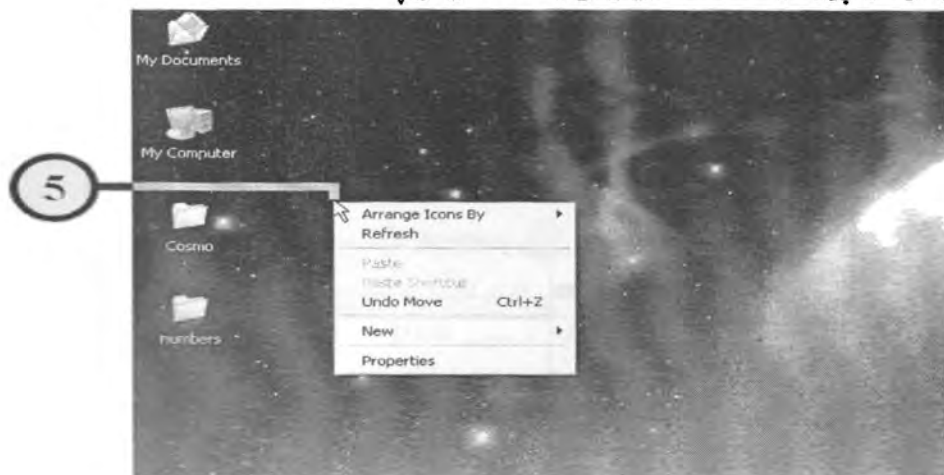 My Documents
My Computer
5
Cosmo
numbers
Arrange Icons By
Refresh
Paste
Paste Shortcut
Undo Move Ctrl+Z
New
Properties